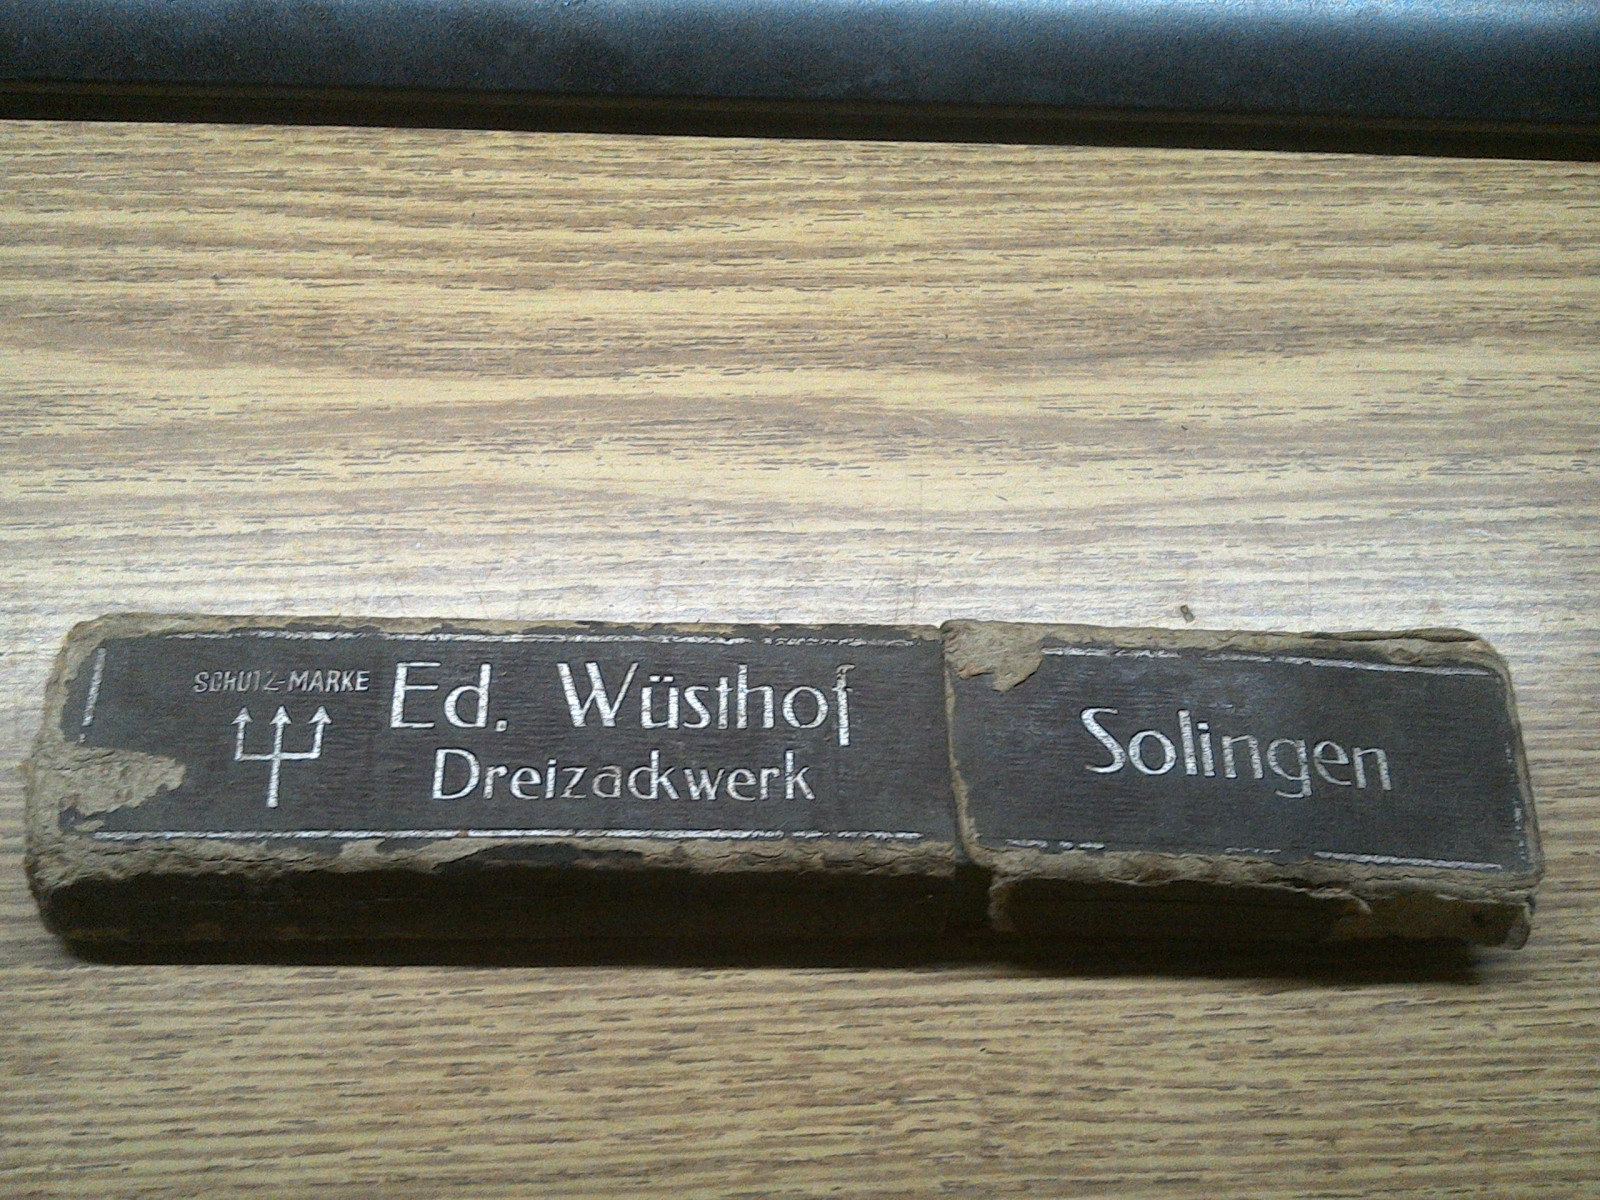 SCHUTZ-MARKE
Ed. Wüsthof
Dreizackwerk
Solingen